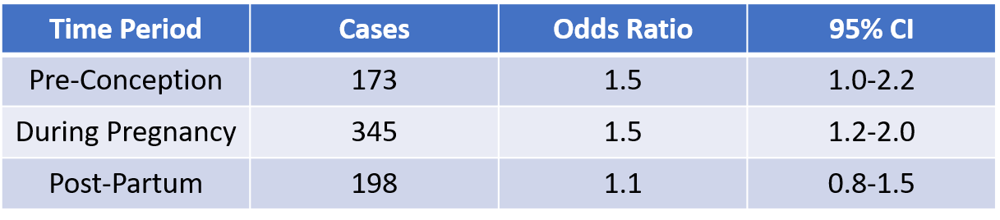 Time Period Cases Odds Ratio 95% CI
Pre-Conception 173 1.5 1.0-2.2
During Pregnancy 345 1.5 1.2-2.0
Post-Partum 198 1.1 0.8-1.5